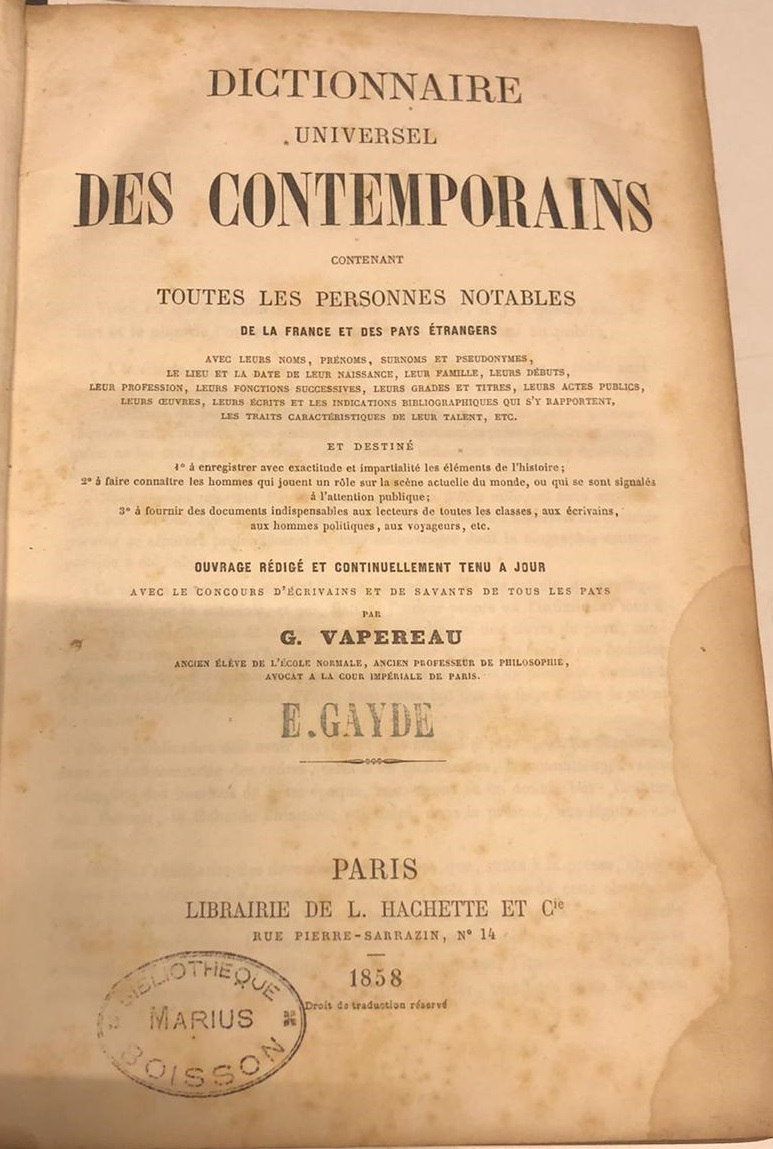 DICTIONNAIRE
UNIVERSEL
DES CONTEMPORAINS
CONTENANT
TOUTES LES PERSONNES NOTABLES
DE LA FRANCE ET DES PAYS ÉTRANGERS
AVEC LEURS NOMS, PRÉNOMS, SURNOMS ET PSEUDONYMES,
LE LIEU ET LA DATE DE LEUR NAISSANCE, LEUR FAMILLE, LEURS DÉBUTS,
LEUR PROFESSION, LEURS FONCTIONS SUCCESSIVES, LEURS GRADES ET TITRES, LEURS ACTES PUBLICS,
LEURS ŒUVRES, LEURS ÉCRITS ET LES INDICATIONS BIBLIOGRAPHIQUES QUI S'Y RAPPORTENT,
LES TRAITS CARACTÉRISTIQUES DE LEUR TALENT, ETC.
ET DESTINÉ
1° à enregistrer avec exactitude et impartialité les éléments de l'histoire;
2° à faire connaître les hommes qui jouent un rôle sur la scène actuelle du monde, ou qui se sont signalés
à l'attention publique;
3° à fournir des documents indispensables aux lecteurs de toutes les classes, aux écrivains,
aux hommes politiques, aux voyageurs, etc.
OUVRAGE RÉDIGÉ ET CONTINUELLEMENT TENU A JOUR
AVEC LE CONCOURS D'ÉCRIVAINS ET DE SAVANTS DE TOUS LES PAYS
PAR
G. VAPEREAU
ANCIEN ÉLÈVE DE L'ÉCOLE NORMALE, ANCIEN PROFESSEUR DE PHILOSOPHIE,
AVOCAT A LA COUR IMPÉRIALE DE PARIS.
E.GAYDE
PARIS
LIBRAIRIE DE L. HACHETTE ET Cie
RUE PIERRE-SARRAZIN, N° 14
1858
Droit de traduction réservé
BIBLIOTHEQUE
MARIUS
BOISSON